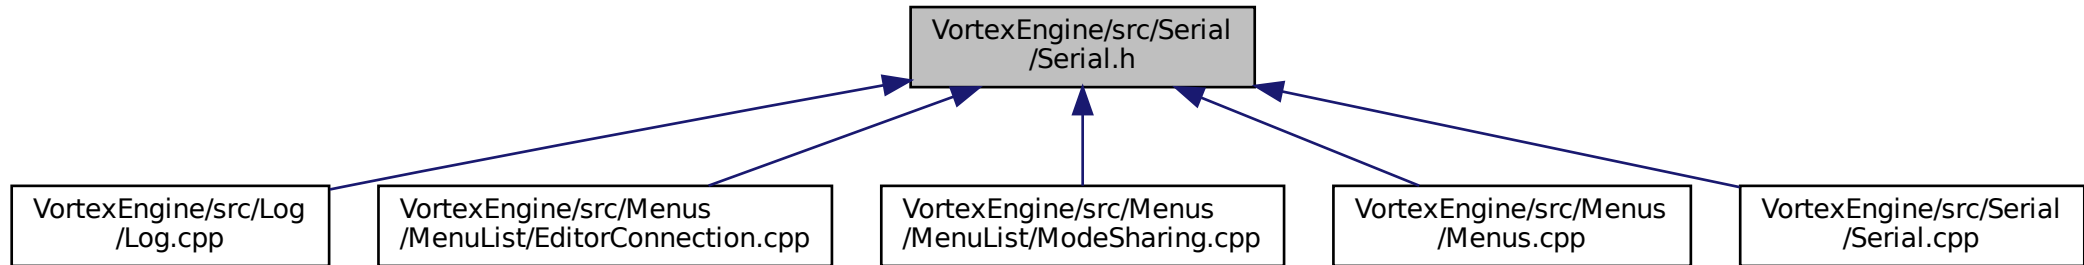 VortexEngine/src/Serial
/Serial.h
VortexEngine/src/Log
/Log.cpp
VortexEngine/src/Menus
/MenuList/EditorConnection.cpp
VortexEngine/src/Menus
/MenuList/ModeSharing.cpp
VortexEngine/src/Menus
/Menus.cpp
VortexEngine/src/Serial
/Serial.cpp